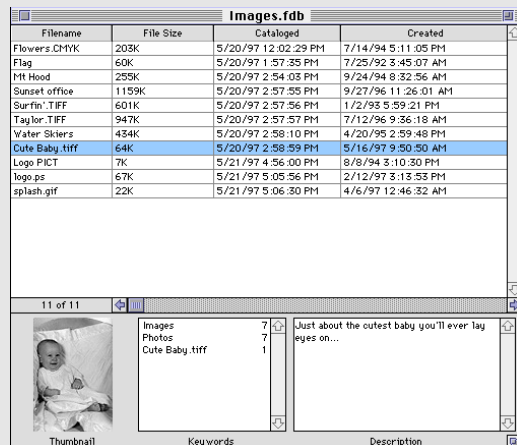 Images.fdb
Filename File Size Cataloged Created
Flowers.CMYK 203K 5/20/97 12:02:29 PM 7/14/94 5:11:05 PM
Flag 60K 5/20/97 1:57:35 PM 7/25/92 3:45:07 AM
Mt Hood 255K 5/20/97 2:54:03 PM 9/24/94 8:32:56 AM
Sunset office 1159K 5/20/97 2:57:55 PM 9/27/96 11:26:01 AM
Surfin'.TIFF 601K 5/20/97 2:57:56 PM 1/2/93 5:59:21 PM
Taylor.TIFF 947K 5/20/97 2:57:57 PM 7/12/96 9:36:18 AM
Water Skiers 434K 5/20/97 2:58:10 PM 4/20/95 2:59:48 PM
Cute Baby.tiff 64K 5/20/97 2:58:59 PM 5/16/97 9:50:50 AM
Logo PICT 7K 5/21/97 4:56:00 PM 8/8/94 3:10:30 PM
logo.ps 67K 5/21/97 5:05:56 PM 2/12/97 3:13:53 PM
splash.gif 22K 5/21/97 5:06:30 PM 4/6/97 12:46:32 AM
11 of 11
Images 7
Photos 7
Cute Baby.tiff 1
Just about the cutest baby you'll ever lay
eyes on...
Thumbnail Keywords Description